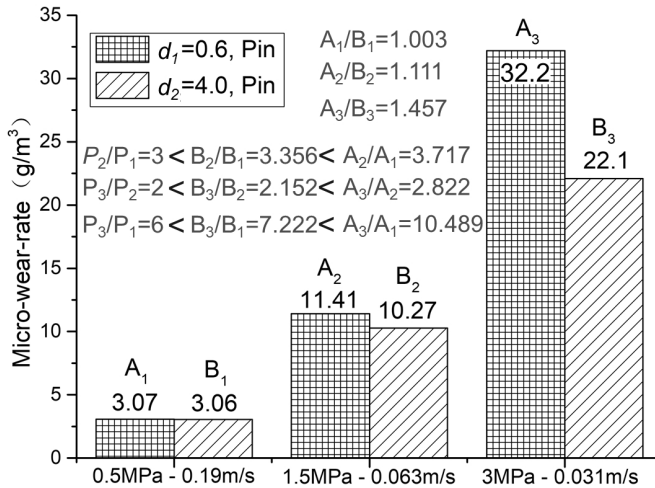 Micro-wear-rate（g/m³）
35
30
25
20
15
10
5
0
d₁=0.6, Pin
d₂=4.0, Pin
A₁/B₁=1.003
A₂/B₂=1.111
A₃/B₃=1.457
P₂/P₁=3 < B₂/B₁=3.356< A₂/A₁=3.717
P₃/P₂=2 < B₃/B₂=2.152< A₃/A₂=2.822
P₃/P₁=6 < B₃/B₁=7.222< A₃/A₁=10.489
A₁
3.07
B₁
3.06
A₂
11.41
B₂
10.27
A₃
32.2
B₃
22.1
0.5MPa - 0.19m/s
1.5MPa - 0.063m/s
3MPa - 0.031m/s